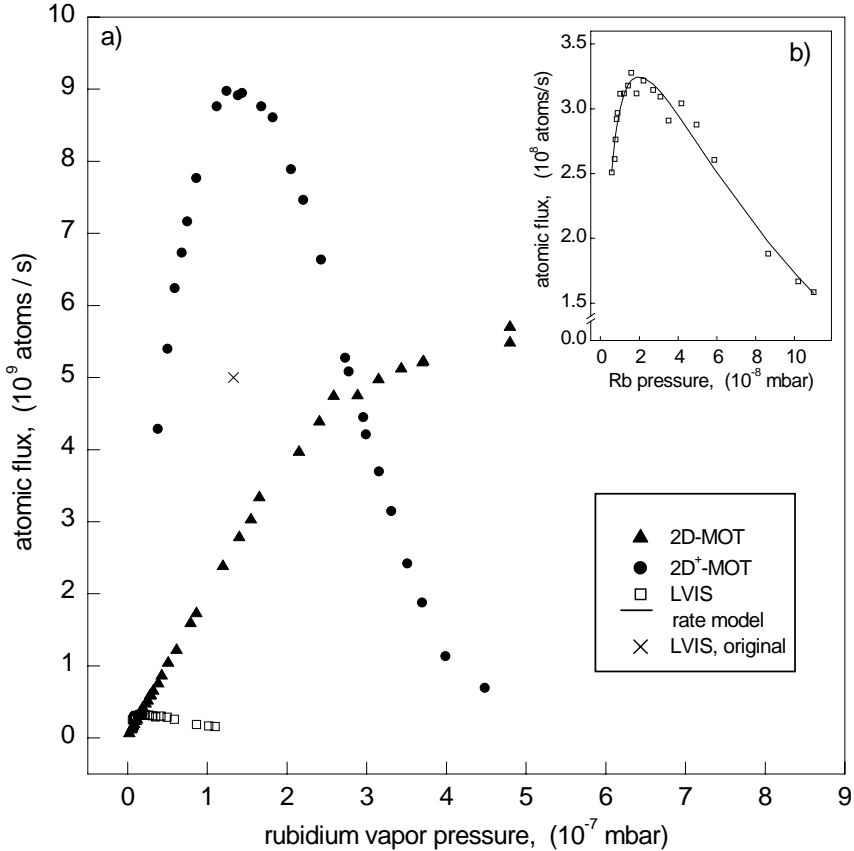 a)
10
9
8
7
6
5
4
3
2
1
0
atomic flux, (10⁹ atoms / s)
0 1 2 3 4 5 6 7 8 9
rubidium vapor pressure, (10⁻⁷ mbar)
b)
3.5
3.0
2.5
2.0
1.5
0.0
atomic flux, (10⁸ atoms/s)
0 2 4 6 8 10
Rb pressure, (10⁻⁸ mbar)
2D-MOT
2D⁺-MOT
LVIS
rate model
LVIS, original